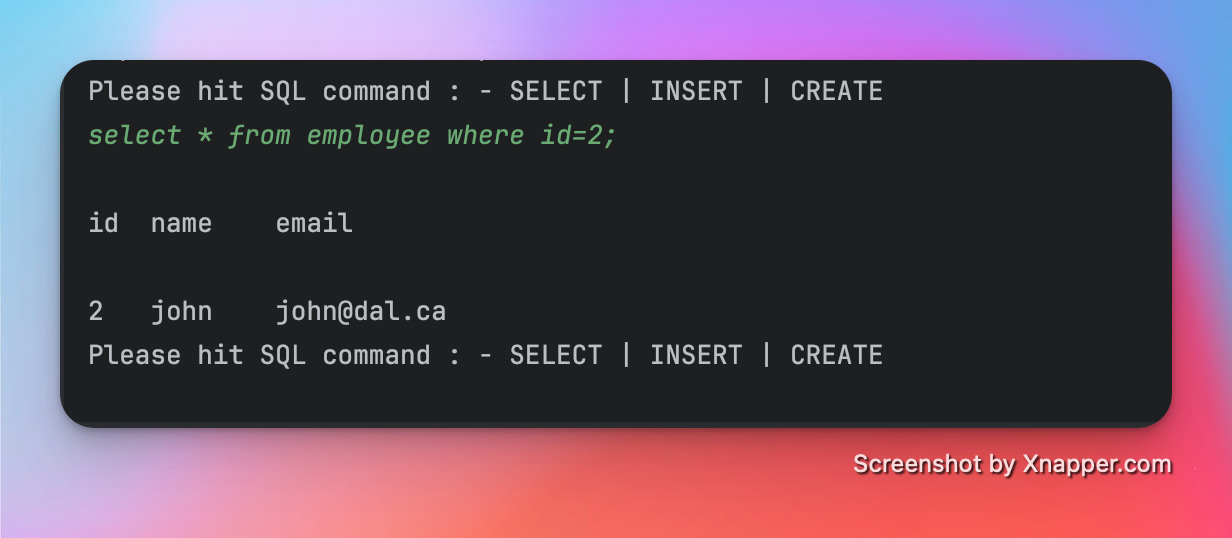 Please hit SQL command : - SELECT | INSERT | CREATE
select * from employee where id=2;
id name email
2 john john@dal.ca
Please hit SQL command : - SELECT | INSERT | CREATE
Screenshot by Xnapper.com